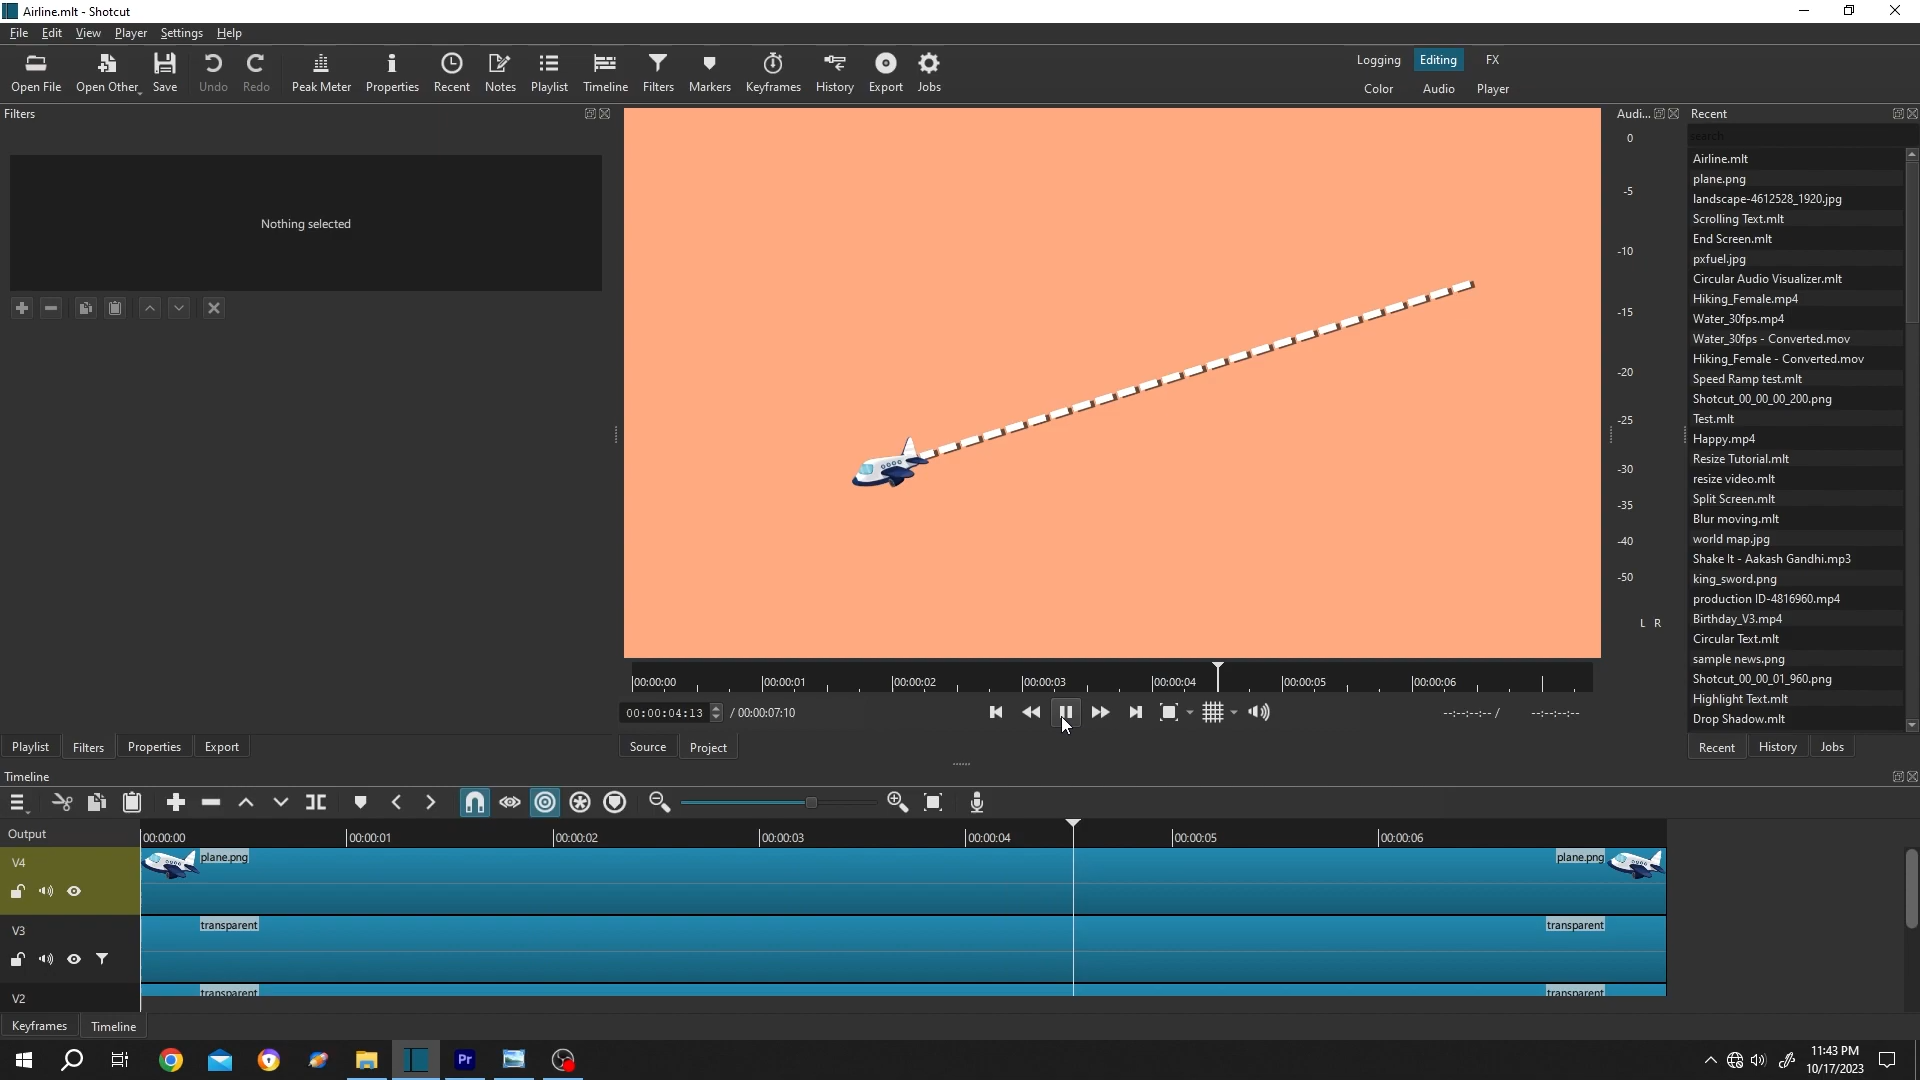 Airline.mlt - Shotcut
File Edit View Player Settings Help
Open File Open Other Save Undo Redo Peak Meter Properties Recent Notes Playlist Timeline Filters Markers Keyframes History Export Jobs
Logging Editing FX
Color Audio Player
Filters
Nothing selected
Audi...
0
-5
-10
-15
-20
-25
-30
-35
-40
-50
L R
Recent
search
Airline.mlt
plane.png
landscape-4612528_1920.jpg
Scrolling Text.mlt
End Screen.mlt
pxfuel.jpg
Circular Audio Visualizer.mlt
Hiking_Female.mp4
Water_30fps.mp4
Water_30fps - Converted.mov
Hiking_Female - Converted.mov
Speed Ramp test.mlt
Shotcut_00_00_00_200.png
Test.mlt
Happy.mp4
Resize Tutorial.mlt
resize video.mlt
Split Screen.mlt
Blur moving.mlt
world map.jpg
Shake It - Aakash Gandhi.mp3
king_sword.png
production ID-4816960.mp4
Birthday_V3.mp4
Circular Text.mlt
sample news.png
Shotcut_00_00_01_960.png
Highlight Text.mlt
Drop Shadow.mlt
00:00:00 00:00:01 00:00:02 00:00:03 00:00:04 00:00:05 00:00:06
00:00:04:13 / 00:00:07:10
--:--:--:-- / --:--:--:--
Playlist Filters Properties Export
Source Project
Recent History Jobs
Timeline
Output
00:00:00 00:00:01 00:00:02 00:00:03 00:00:04 00:00:05 00:00:06
V4
plane.png plane.png
V3
transparent transparent
V2
transparent transparent
Keyframes Timeline
Pr
11:43 PM
10/17/2023